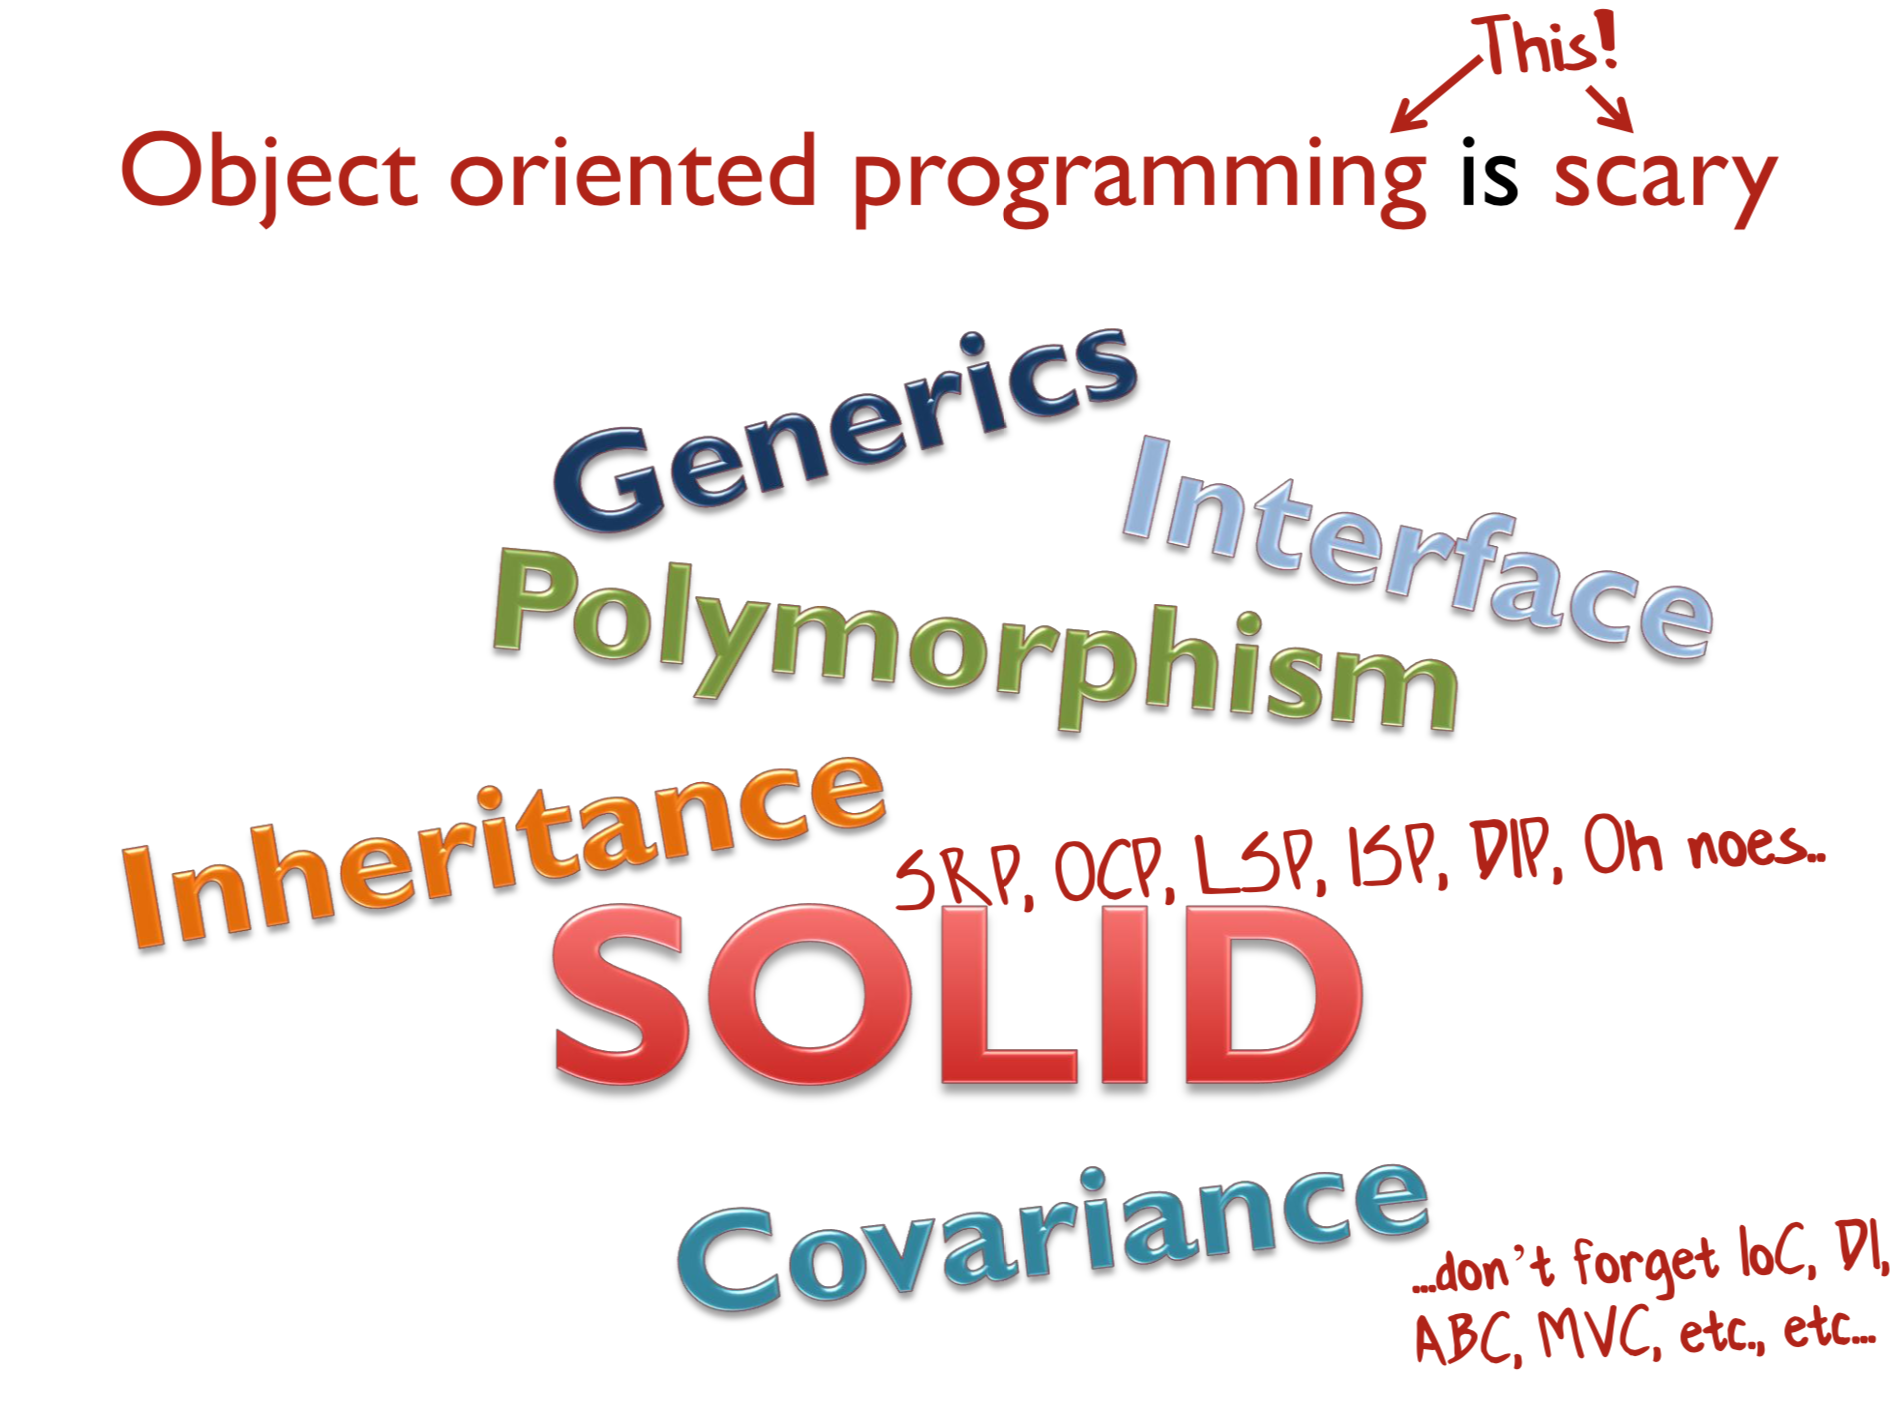 This!
Object oriented programming is scary
Generics
Interface
Polymorphism
Inheritance
SRP, OCP, LSP, ISP, DIP, Oh noes..
SOLID
Covariance
...don't forget IoC, DI,
ABC, MVC, etc., etc...